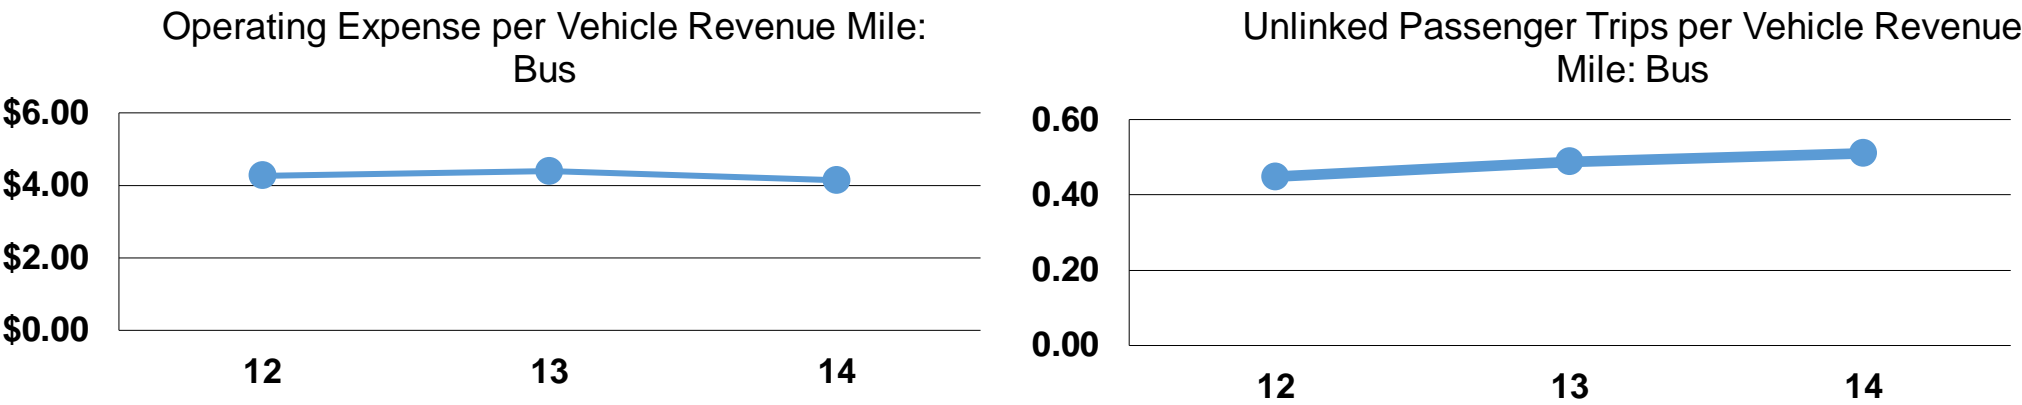 Operating Expense per Vehicle Revenue Mile:
Bus
$6.00
$4.00
$2.00
$0.00
12 13 14
Unlinked Passenger Trips per Vehicle Revenue
Mile: Bus
0.60
0.40
0.20
0.00
12 13 14